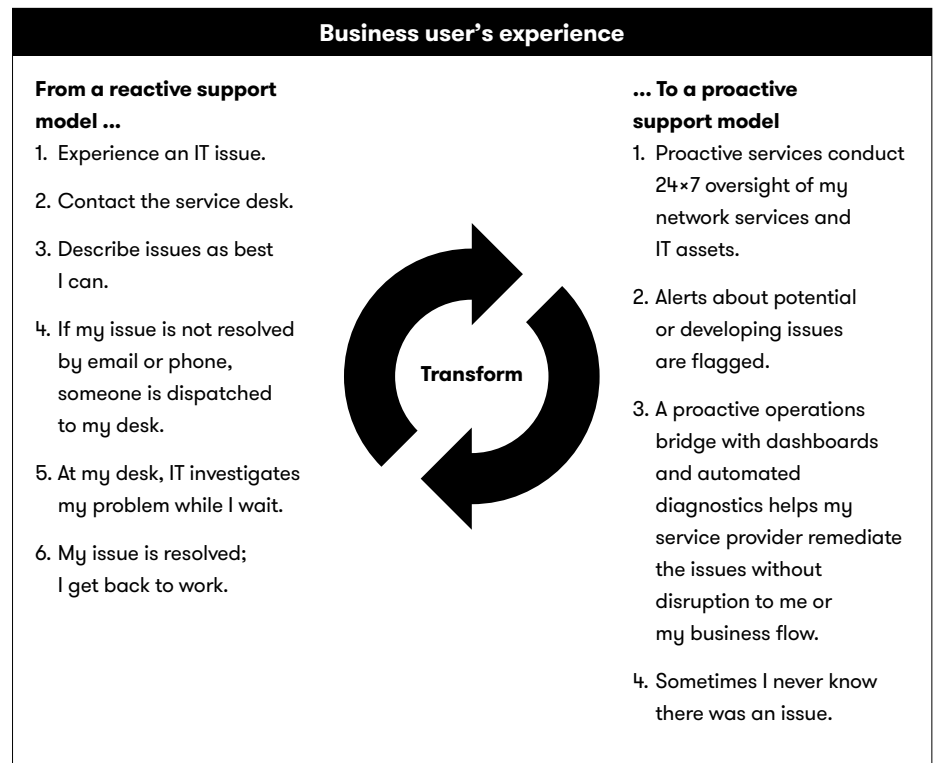 Business user's experience
From a reactive support
model ...
1. Experience an IT issue.
2. Contact the service desk.
3. Describe issues as best
I can.
4. If my issue is not resolved
by email or phone,
someone is dispatched
to my desk.
5. At my desk, IT investigates
my problem while I wait.
6. My issue is resolved;
I get back to work.
Transform
... To a proactive
support model
1. Proactive services conduct
24×7 oversight of my
network services and
IT assets.
2. Alerts about potential
or developing issues
are flagged.
3. A proactive operations
bridge with dashboards
and automated
diagnostics helps my
service provider remediate
the issues without
disruption to me or
my business flow.
4. Sometimes I never know
there was an issue.